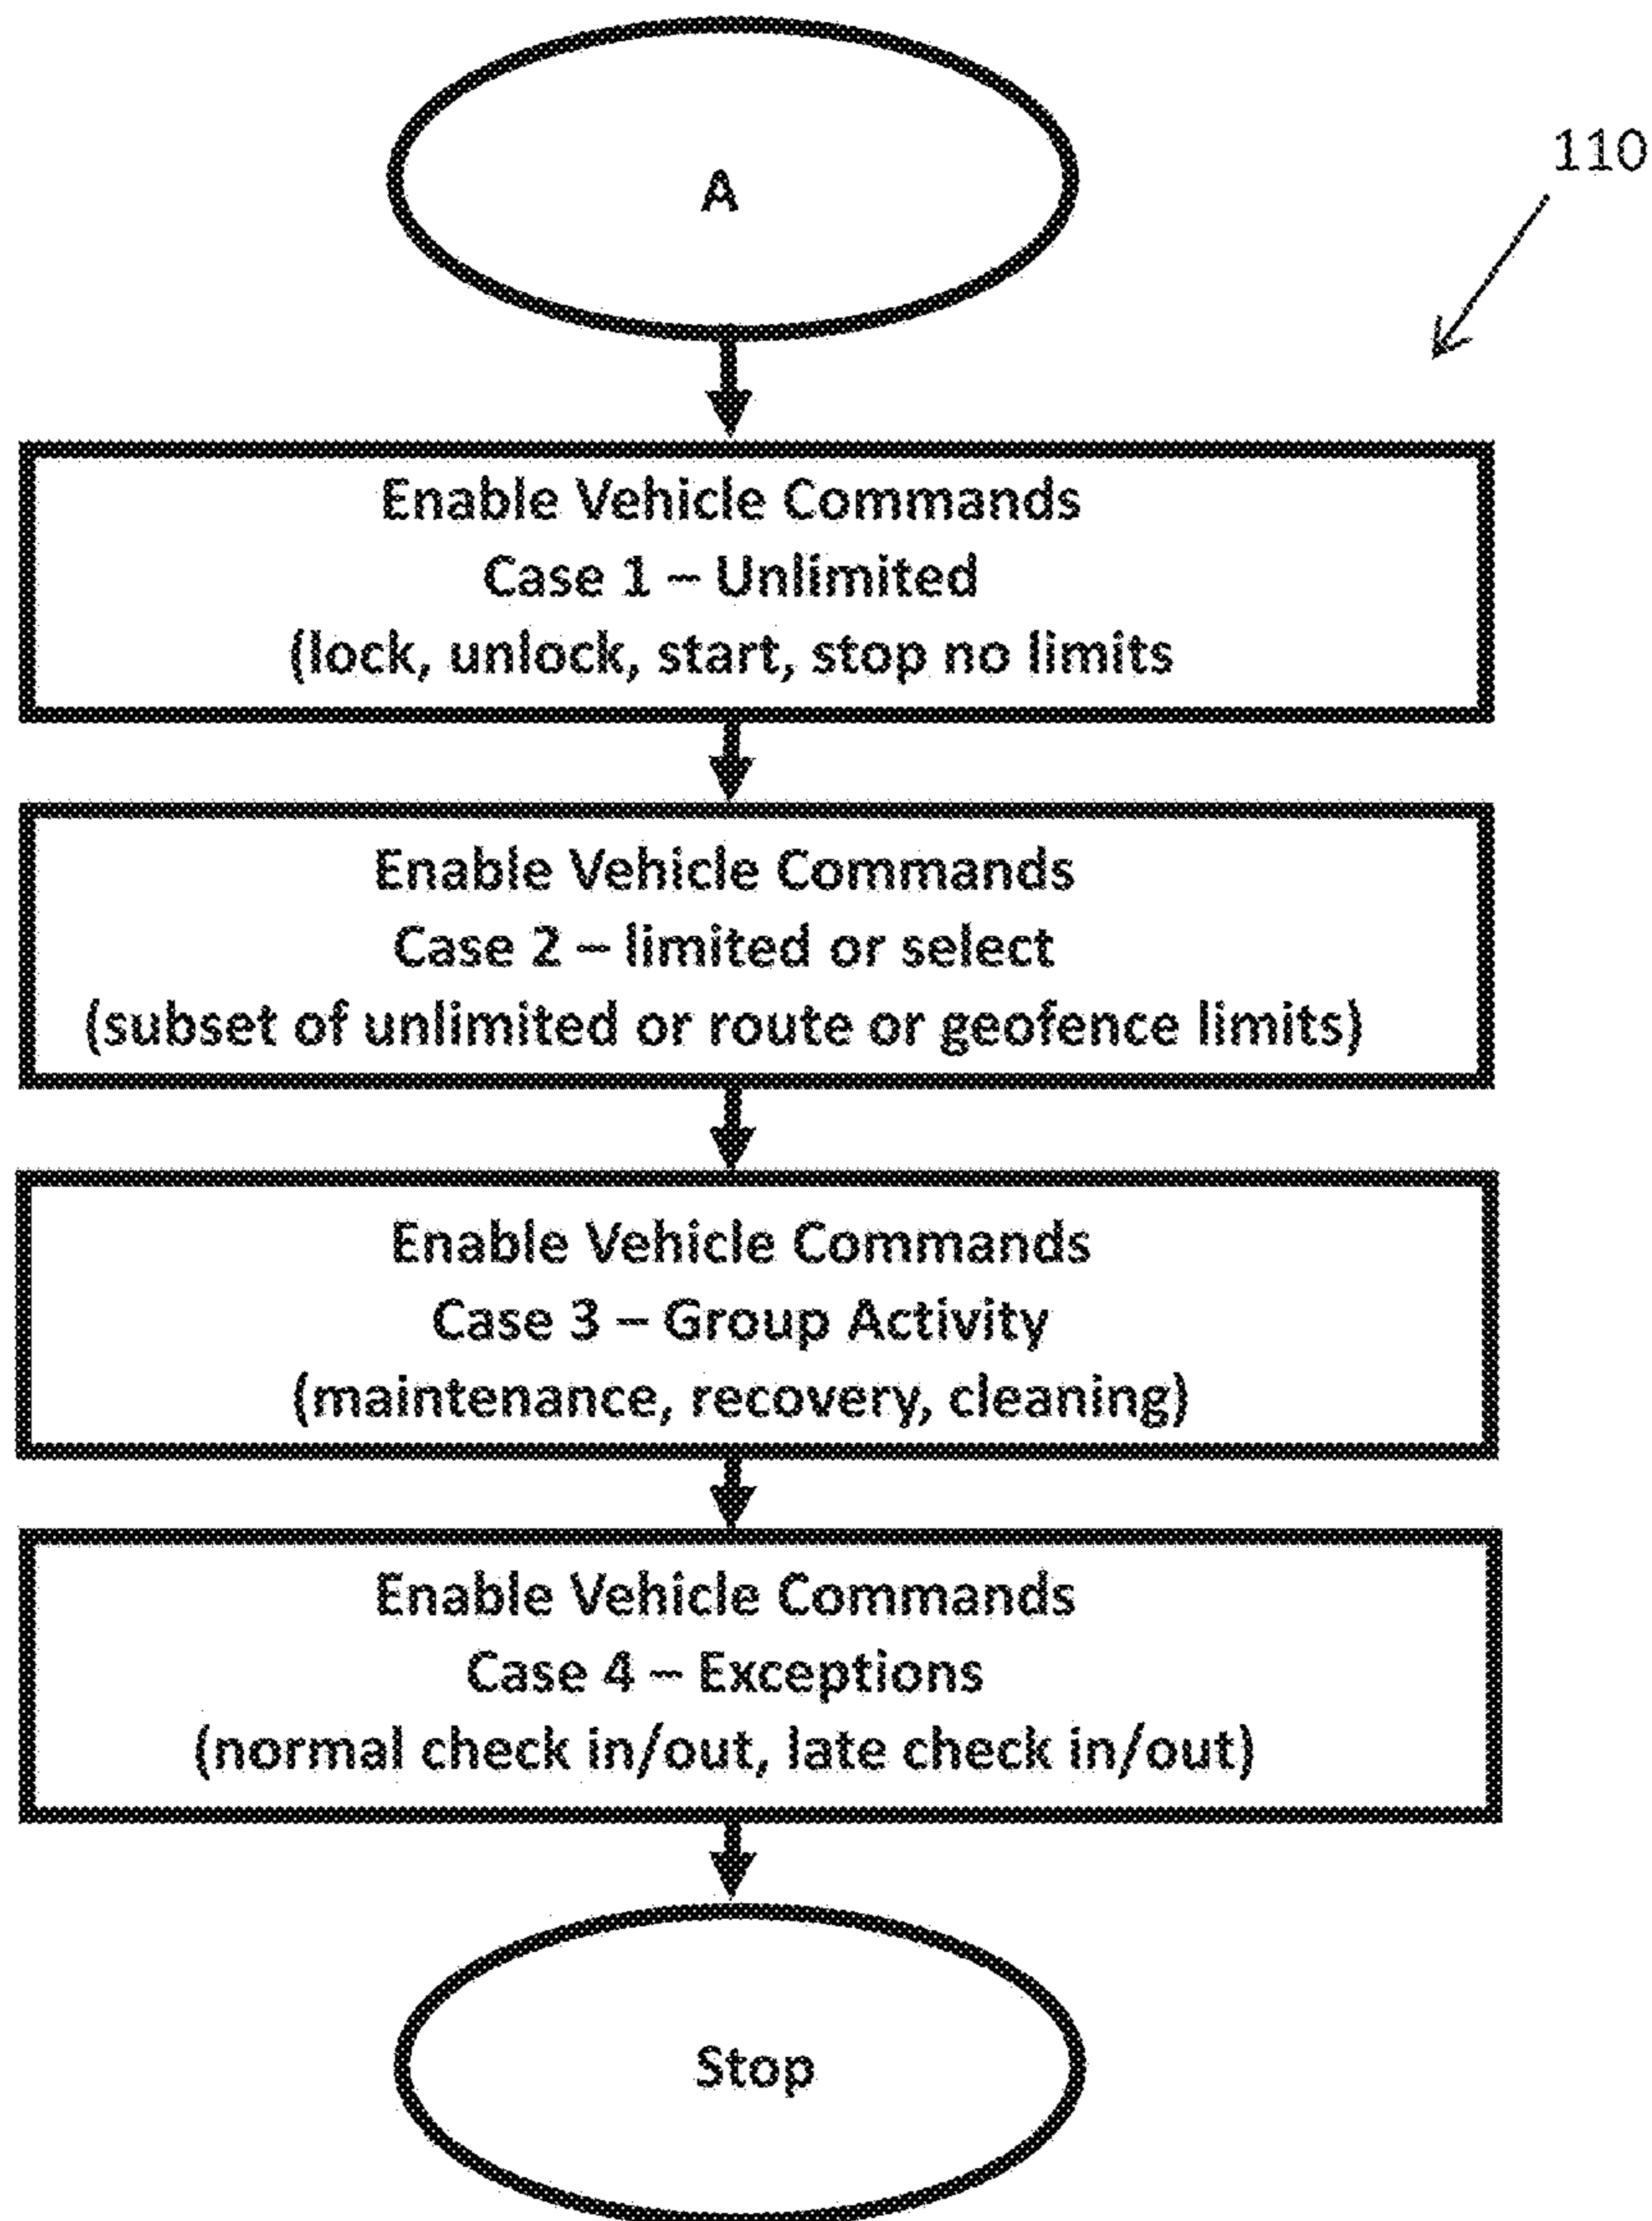 A
110
Enable Vehicle Commands
Case 1 – Unlimited
(lock, unlock, start, stop no limits
Enable Vehicle Commands
Case 2 – limited or select
(subset of unlimited or route or geofence limits)
Enable Vehicle Commands
Case 3 – Group Activity
(maintenance, recovery, cleaning)
Enable Vehicle Commands
Case 4 – Exceptions
(normal check in/out, late check in/out)
Stop